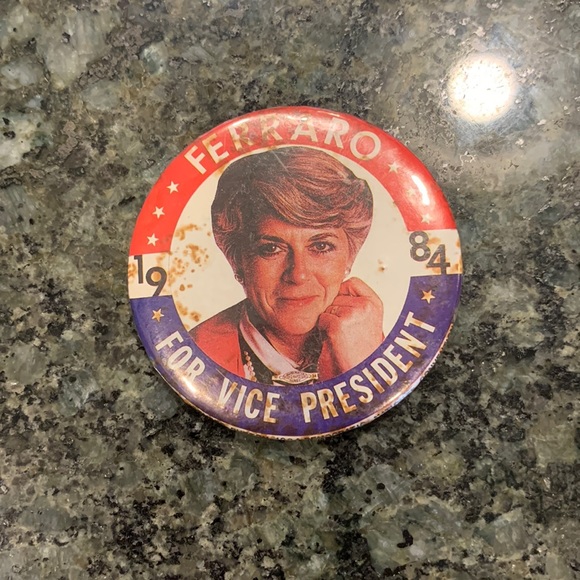 FERRARO
19 84
FOR VICE PRESIDENT